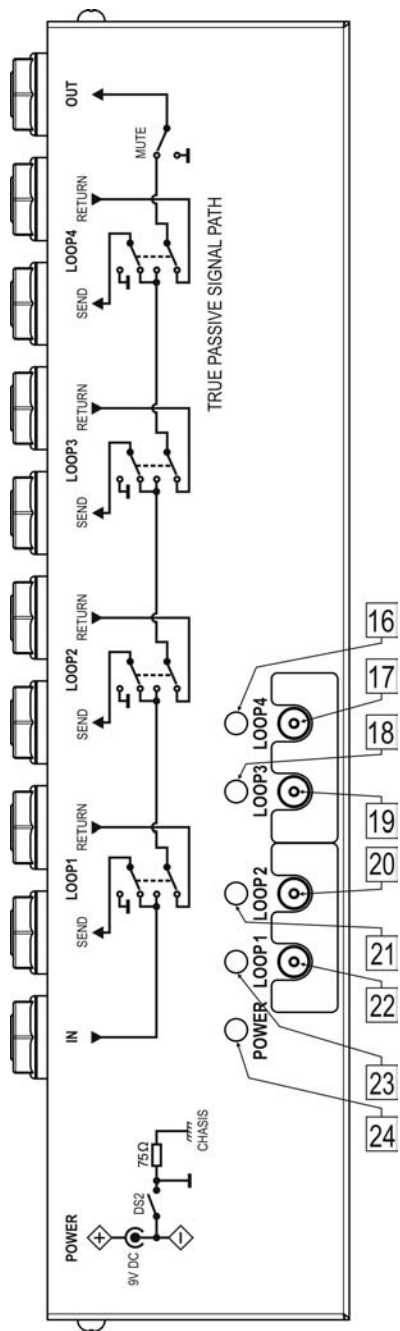 OUT
MUTE
RETURN
LOOP4
SEND
TRUE PASSIVE SIGNAL PATH
RETURN
LOOP3
SEND
RETURN
LOOP2
SEND
RETURN
LOOP1
SEND
IN
POWER
9V DC
DS2
75Ω
CHASIS
LOOP4
LOOP3
LOOP2
LOOP1
POWER
16
17
18
19
20
21
22
23
24